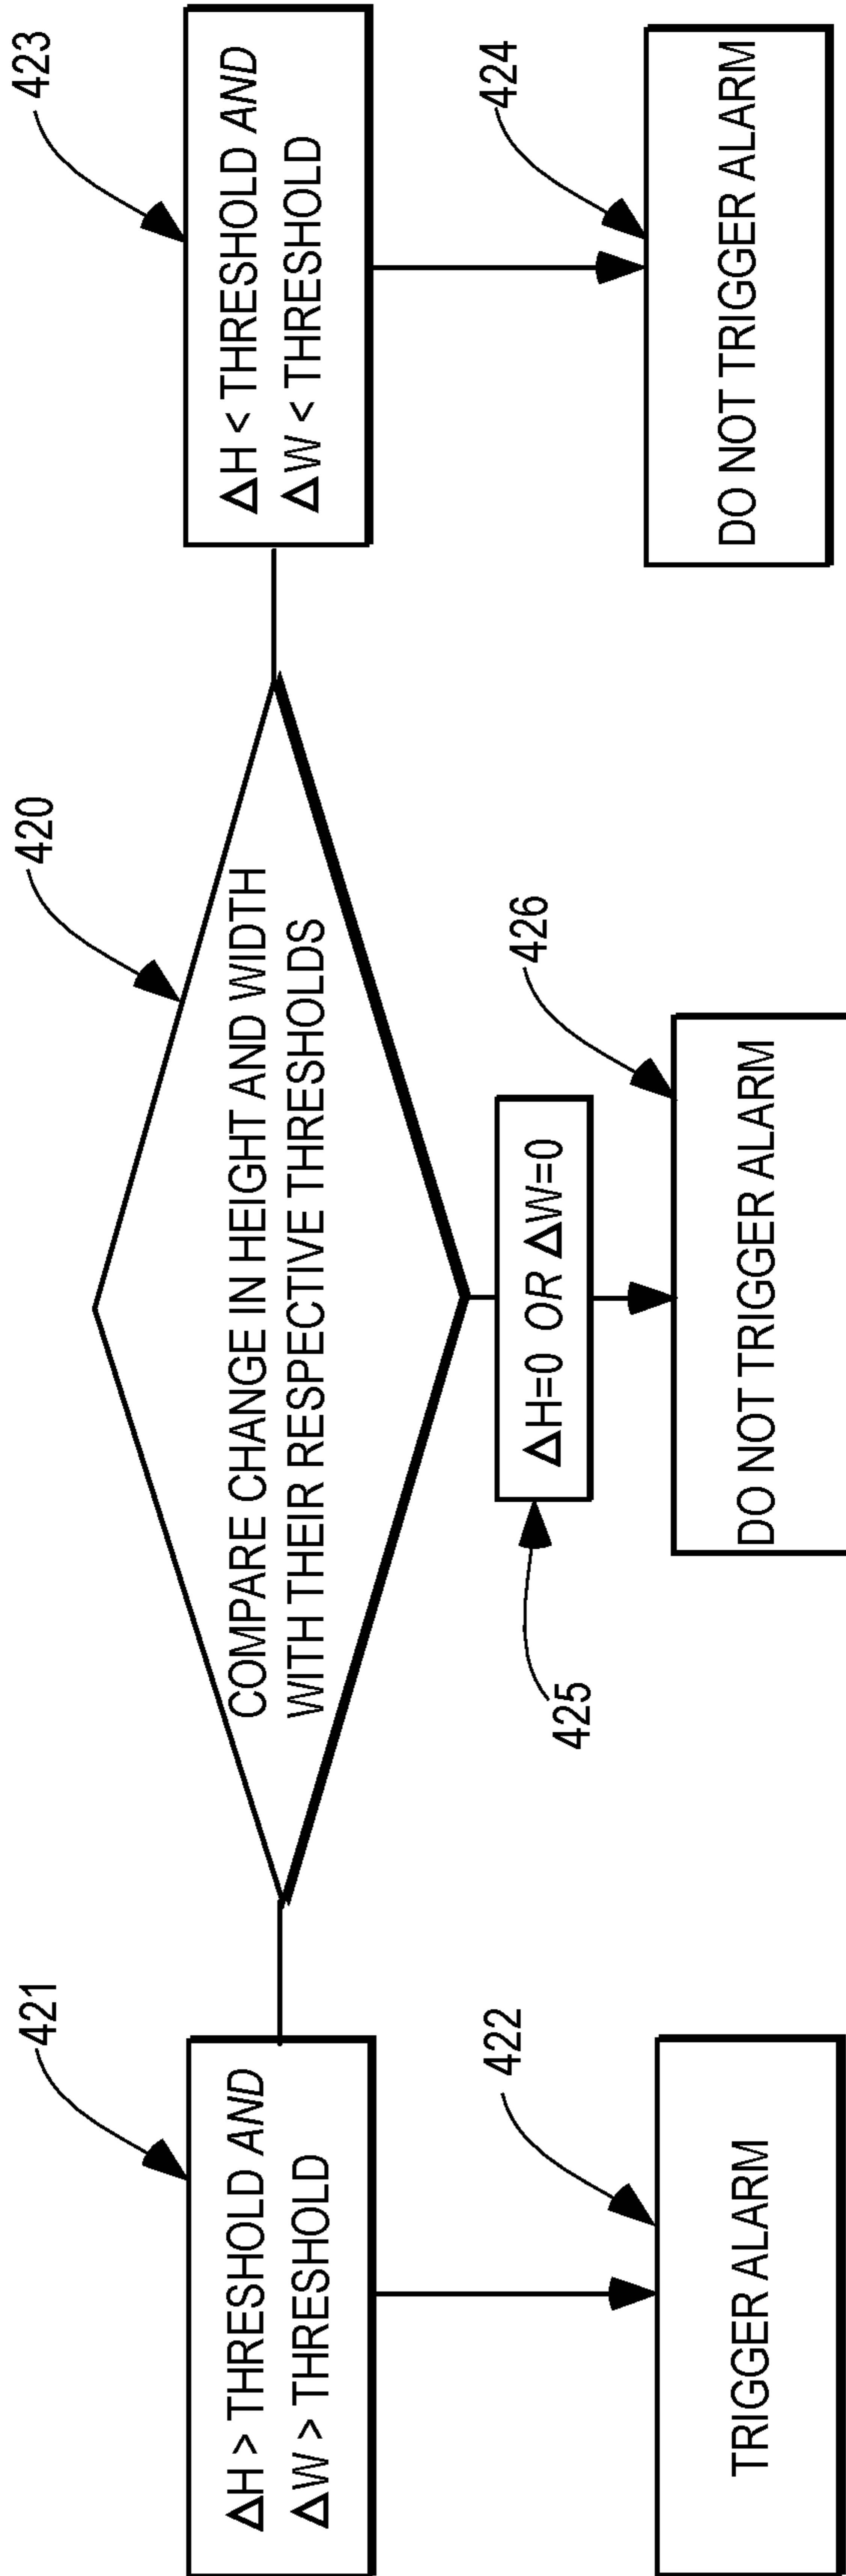 420
COMPARE CHANGE IN HEIGHT AND WIDTH
WITH THEIR RESPECTIVE THRESHOLDS
421
ΔH > THRESHOLD AND
ΔW > THRESHOLD
422
TRIGGER ALARM
425
ΔH=0 OR ΔW=0
426
DO NOT TRIGGER ALARM
423
ΔH < THRESHOLD AND
ΔW < THRESHOLD
424
DO NOT TRIGGER ALARM